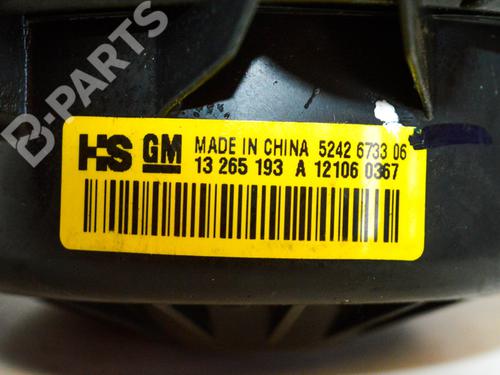 B-PARTS
HS GM MADE IN CHINA 5242 6733 06
13 265 193 A 12106 0367